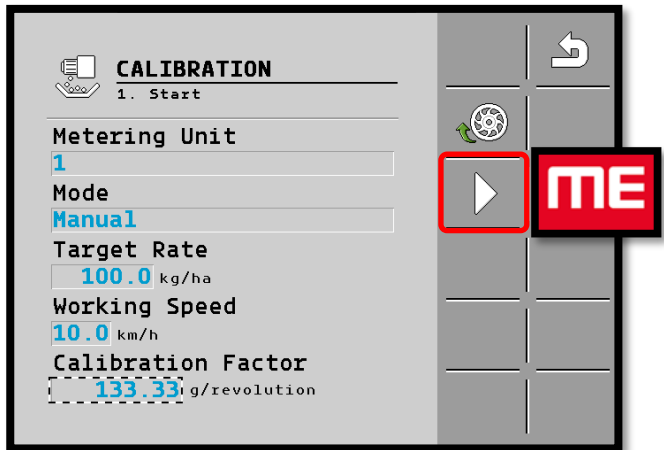 CALIBRATION
1. Start
Metering Unit
1
Mode
Manual
Target Rate
100.0 kg/ha
Working Speed
10.0 km/h
Calibration Factor
133.33 g/revolution
ME